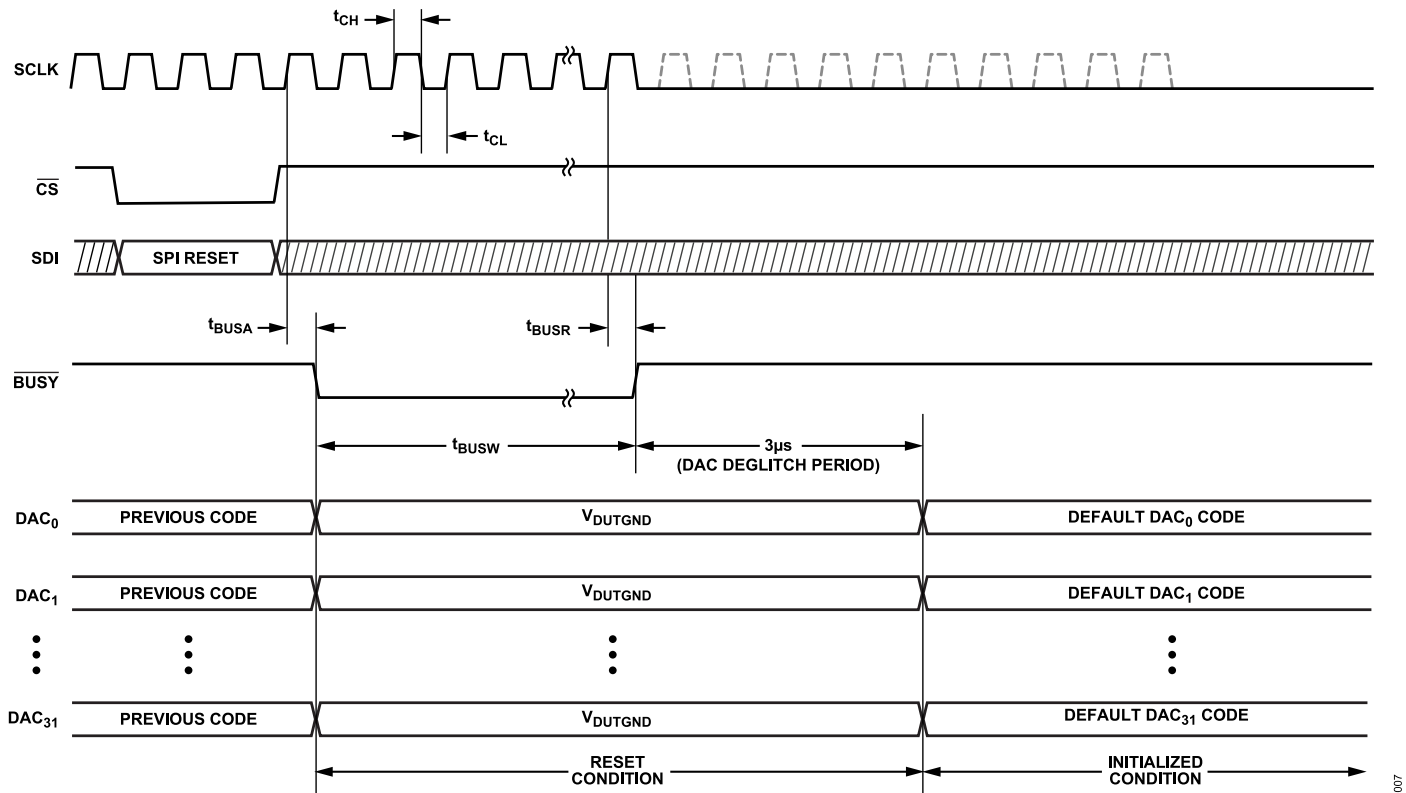 tCH
SCLK
tCL
CS
SDI
SPI RESET
tBUSA
tBUSR
BUSY
tBUSW
3µs
(DAC DEGLITCH PERIOD)
DAC0
PREVIOUS CODE
VDUTGND
DEFAULT DAC0 CODE
DAC1
PREVIOUS CODE
VDUTGND
DEFAULT DAC1 CODE
DAC31
PREVIOUS CODE
VDUTGND
DEFAULT DAC31 CODE
RESET
CONDITION
INITIALIZED
CONDITION
007